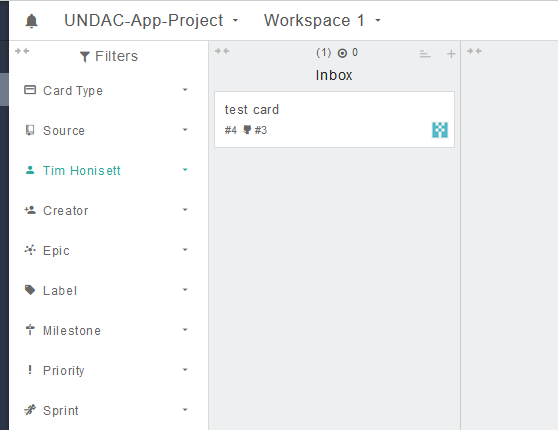 UNDAC-App-Project
Workspace 1
Filters
Card Type
Source
Tim Honisett
Creator
Epic
Label
Milestone
Priority
Sprint
(1) 0
Inbox
test card
#4 #3